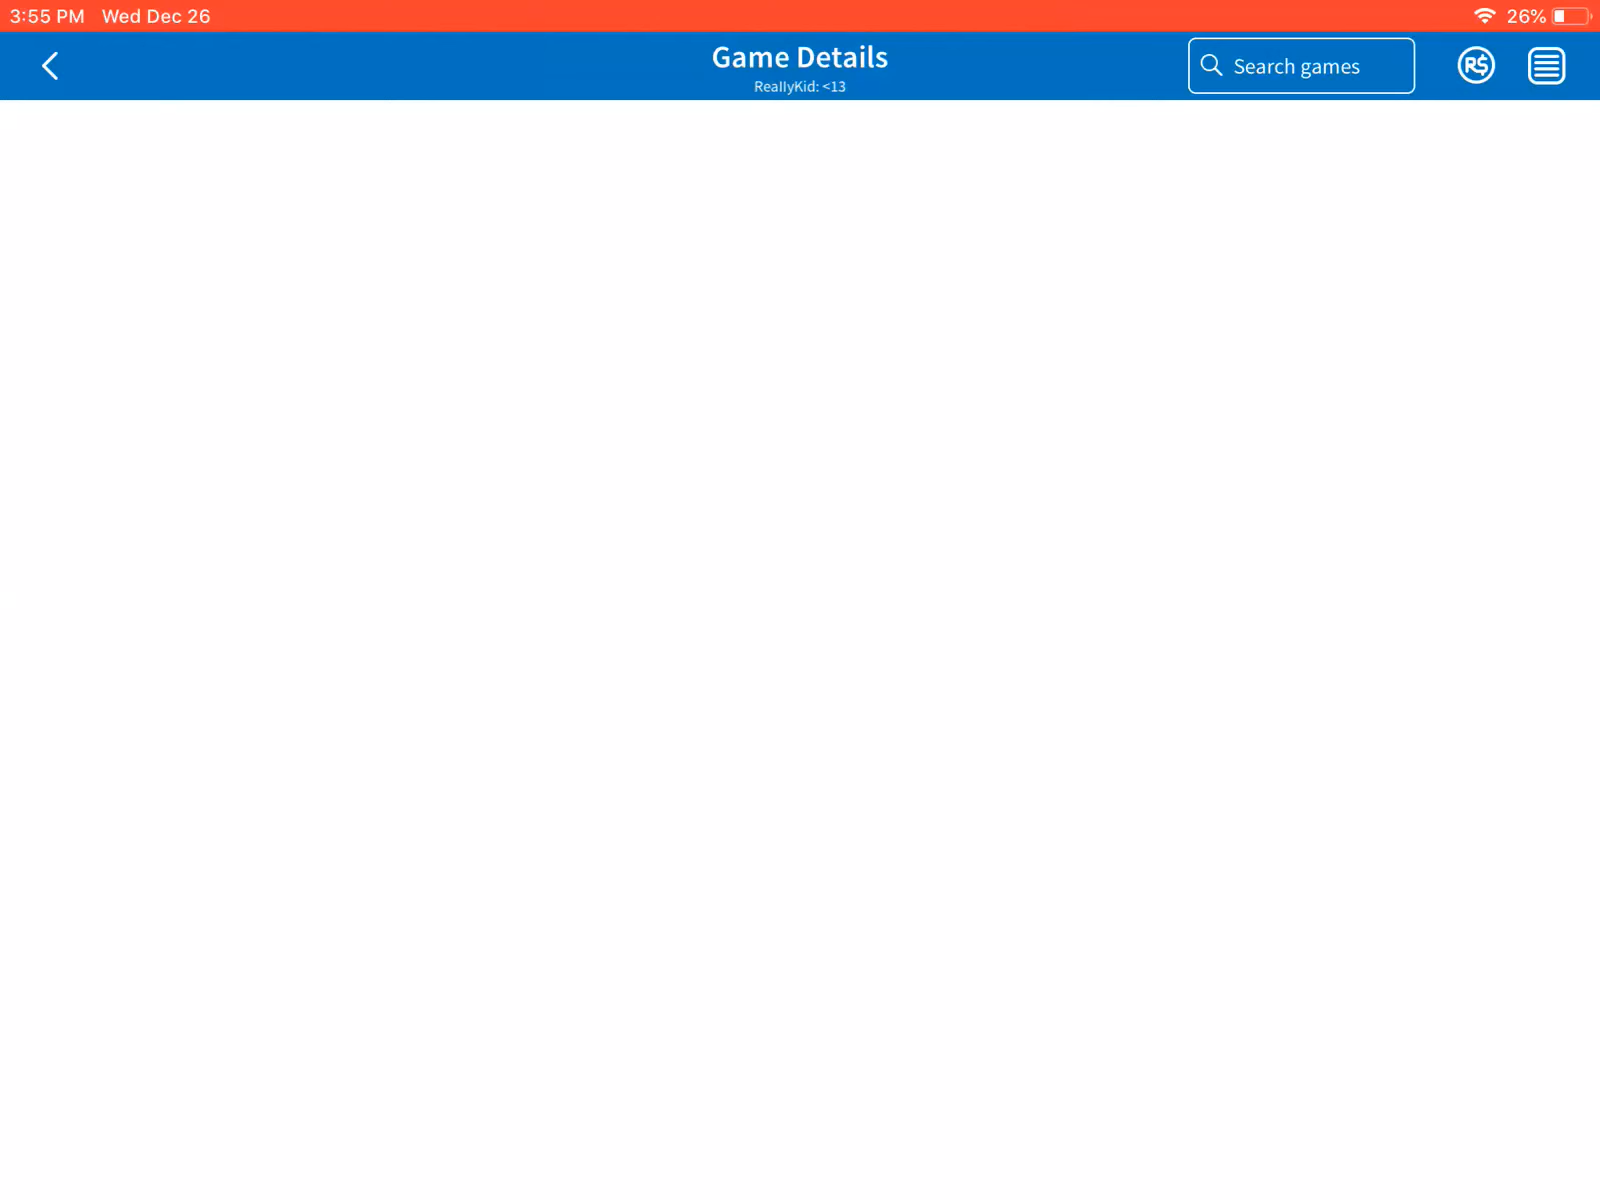 3:55 PM Wed Dec 26
26%
Game Details
ReallyKid: <13
Search games
R$